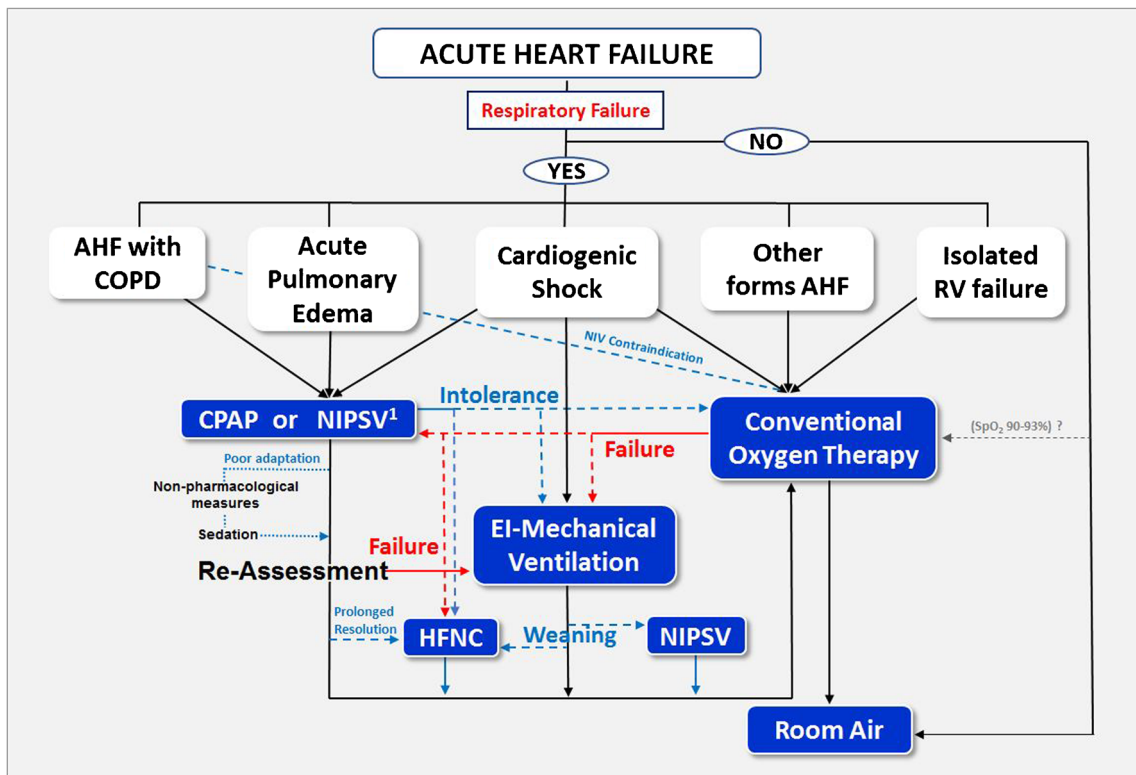 ACUTE HEART FAILURE
Respiratory Failure
NO
YES
AHF with
COPD
Acute
Pulmonary
Edema
Cardiogenic
Shock
Other
forms AHF
Isolated
RV failure
NIV Contraindication
Intolerance
CPAP or NIPSV¹
Conventional
Oxygen Therapy
(SpO₂ 90-93%) ?
Failure
Poor adaptation
Non-pharmacological
measures
Sedation
EI-Mechanical
Ventilation
Failure
Re-Assessment
Prolonged
Resolution
HFNC
Weaning
NIPSV
Room Air